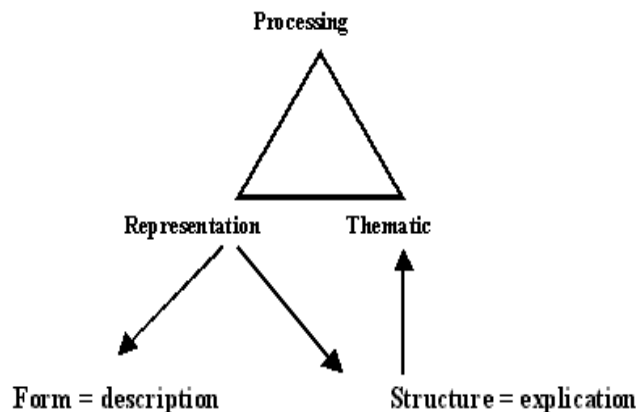 Processing
Representation Thematic
Form = description Structure = explication